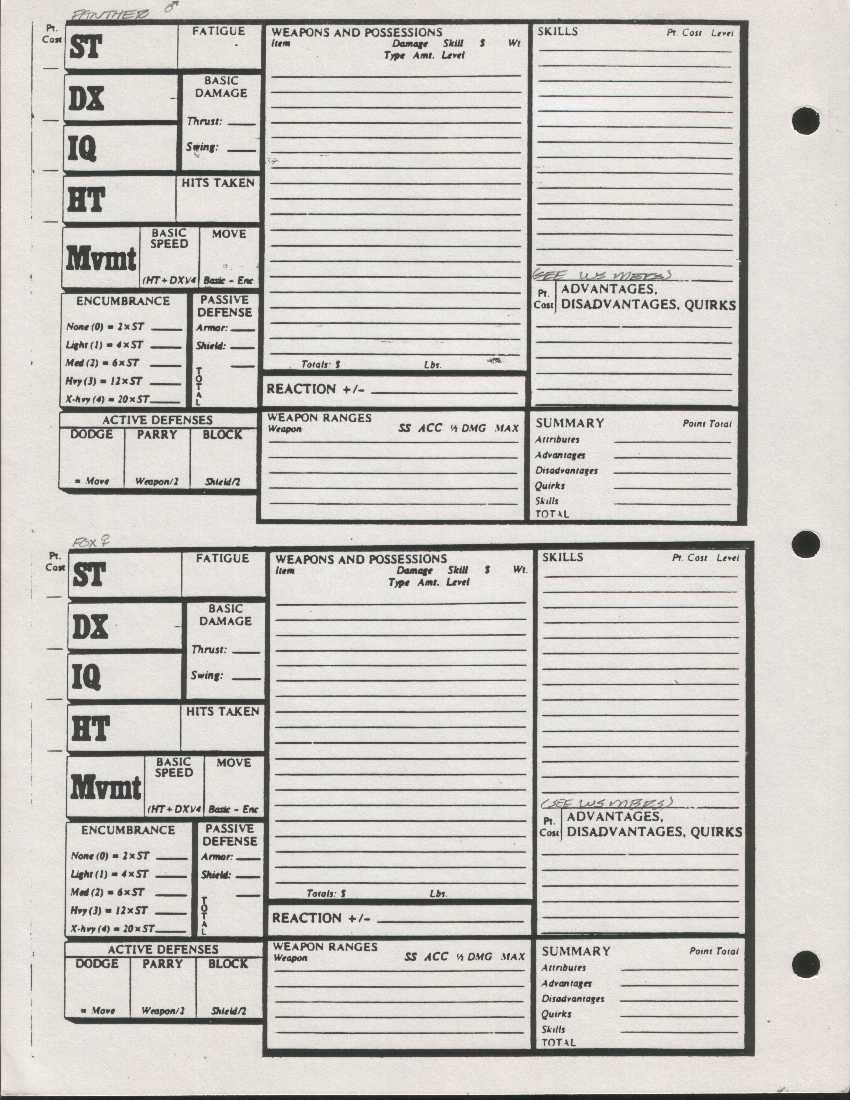 PANTHER ♂
Pt.
Cost
ST
FATIGUE
DX
BASIC
DAMAGE
Thrust:
Swing:
IQ
HT
HITS TAKEN
Mvmt
BASIC
SPEED
(HT + DX)/4
MOVE
Basic - Enc
ENCUMBRANCE
None (0) = 2 x ST
Light (1) = 4 x ST
Med (2) = 6 x ST
Hvy (3) = 12 x ST
X-hvy (4) = 20 x ST
PASSIVE
DEFENSE
Armor:
Shield:
TOTAL
ACTIVE DEFENSES
DODGE PARRY BLOCK
= Move Weapon/2 Shield/2
WEAPONS AND POSSESSIONS
Item Damage Skill $ Wt
Type Amt. Level
Totals: $ Lbs.
REACTION +/-
WEAPON RANGES
Weapon SS ACC ½ DMG MAX
SKILLS Pt. Cost Level
(SEE
Pt.
Cost
ADVANTAGES,
DISADVANTAGES, QUIRKS
SUMMARY Point Total
Attributes
Advantages
Disadvantages
Quirks
Skills
TOTAL
FOX ♀
Pt.
Cost
ST
FATIGUE
DX
BASIC
DAMAGE
Thrust:
Swing:
IQ
HT
HITS TAKEN
Mvmt
BASIC
SPEED
(HT + DX)/4
MOVE
Basic - Enc
ENCUMBRANCE
None (0) = 2 x ST
Light (1) = 4 x ST
Med (2) = 6 x ST
Hvy (3) = 12 x ST
X-hvy (4) = 20 x ST
PASSIVE
DEFENSE
Armor:
Shield:
TOTAL
ACTIVE DEFENSES
DODGE PARRY BLOCK
= Move Weapon/2 Shield/2
WEAPONS AND POSSESSIONS
Item Damage Skill $ Wt.
Type Amt. Level
Totals: $ Lbs.
REACTION +/-
WEAPON RANGES
Weapon SS ACC ½ DMG MAX
SKILLS Pt. Cost Level
(SEE
Pt.
Cost
ADVANTAGES,
DISADVANTAGES, QUIRKS
SUMMARY Point Total
Attributes
Advantages
Disadvantages
Quirks
Skills
TOTAL